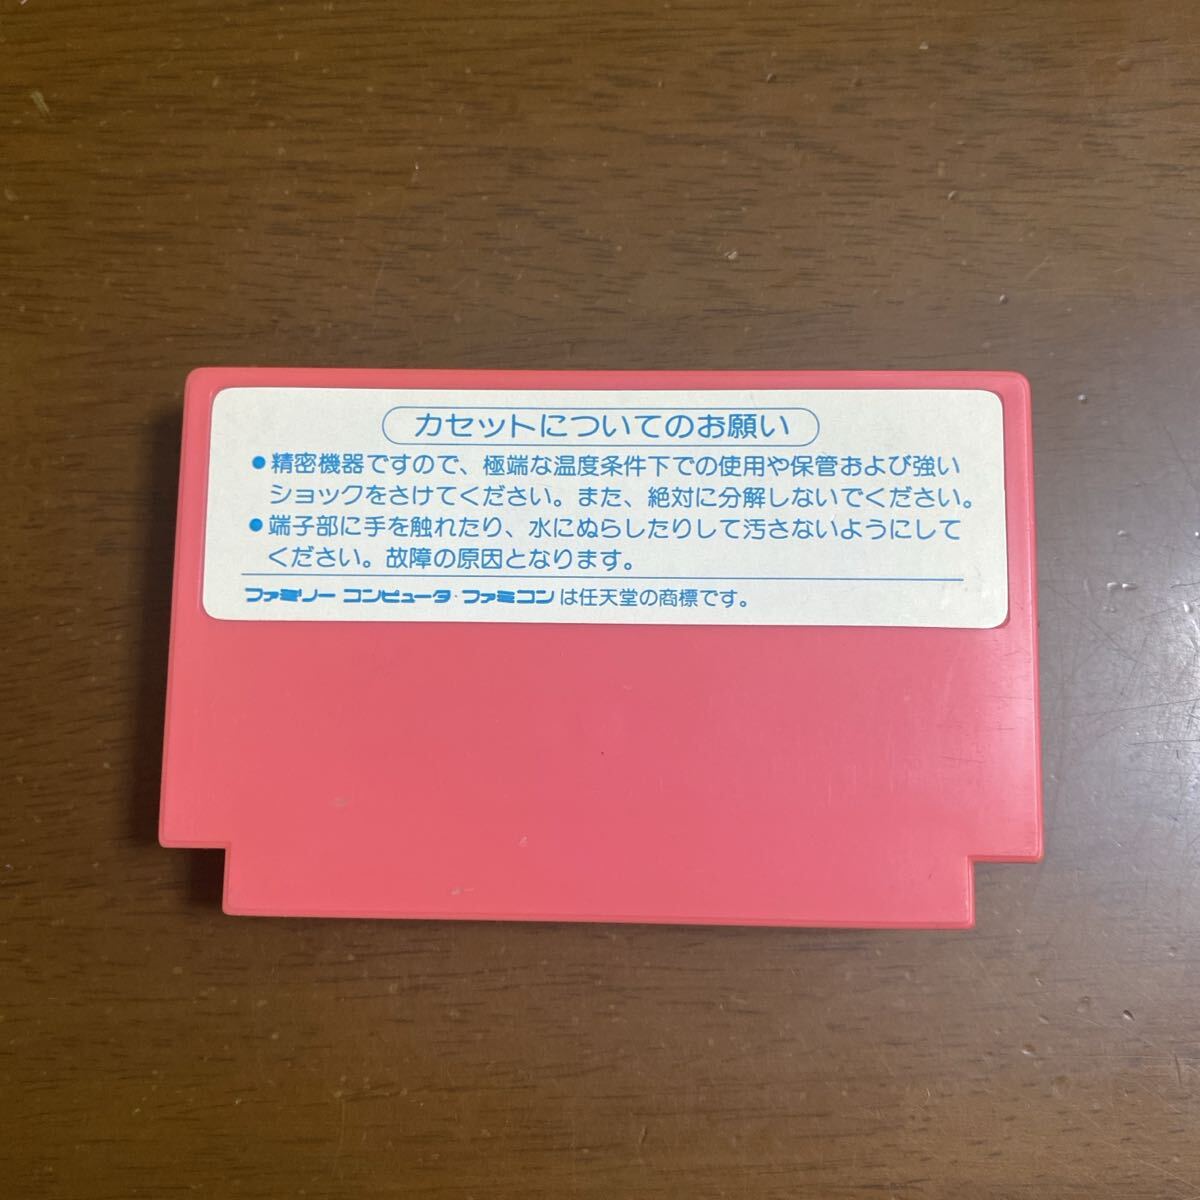 カセットについてのお願い
●精密機器ですので、極端な温度条件下での使用や保管および強い
ショックをさけてください。また、絶対に分解しないでください。
●端子部に手を触れたり、水にぬらしたりして汚さないようにして
ください。故障の原因となります。
ファミリー コンピュータ・ファミコン は任天堂の商標です。